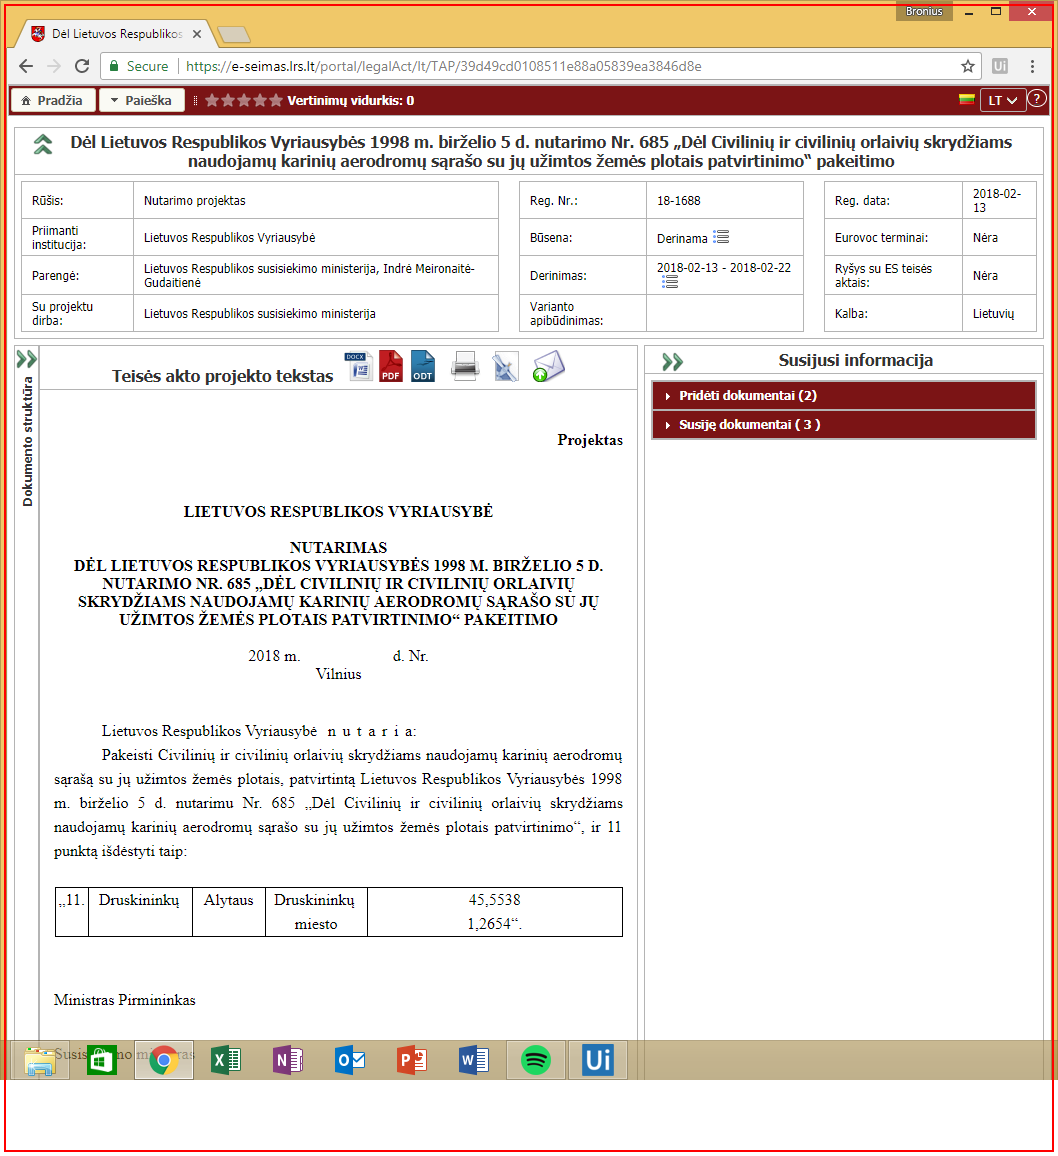 Bronius
Dėl Lietuvos Respublikos
Secure
https://e-seimas.lrs.lt/portal/legalAct/lt/TAP/39d49cd0108511e88a05839ea3846d8e
Ui
Pradžia
Paieška
Vertinimų vidurkis: 0
LT
?
Dėl Lietuvos Respublikos Vyriausybės 1998 m. birželio 5 d. nutarimo Nr. 685 „Dėl Civilinių ir civilinių orlaivių skrydžiams
naudojamų karinių aerodromų sąrašo su jų užimtos žemės plotais patvirtinimo“ pakeitimo
Rūšis:
Nutarimo projektas
Reg. Nr.:
18-1688
Reg. data:
2018-02-
13
Priimanti
institucija:
Lietuvos Respublikos Vyriausybė
Būsena:
Derinama
Eurovoc terminai:
Nėra
Parengė:
Lietuvos Respublikos susisiekimo ministerija, Indrė Meironaitė-
Gudaitienė
Derinimas:
2018-02-13 - 2018-02-22
Ryšys su ES teisės
aktais:
Nėra
Su projektu
dirba:
Lietuvos Respublikos susisiekimo ministerija
Varianto
apibūdinimas:
Kalba:
Lietuvių
Dokumento struktūra
Teisės akto projekto tekstas
DOCX
W
PDF
ODT
Susijusi informacija
Pridėti dokumentai (2)
Susiję dokumentai ( 3 )
Projektas
LIETUVOS RESPUBLIKOS VYRIAUSYBĖ
NUTARIMAS
DĖL LIETUVOS RESPUBLIKOS VYRIAUSYBĖS 1998 M. BIRŽELIO 5 D.
NUTARIMO NR. 685 „DĖL CIVILINIŲ IR CIVILINIŲ ORLAIVIŲ
SKRYDŽIAMS NAUDOJAMŲ KARINIŲ AERODROMŲ SĄRAŠO SU JŲ
UŽIMTOS ŽEMĖS PLOTAIS PATVIRTINIMO“ PAKEITIMO
2018 m. d. Nr.
Vilnius
Lietuvos Respublikos Vyriausybė n u t a r i a:
Pakeisti Civilinių ir civilinių orlaivių skrydžiams naudojamų karinių aerodromų
sąrašą su jų užimtos žemės plotais, patvirtintą Lietuvos Respublikos Vyriausybės 1998
m. birželio 5 d. nutarimu Nr. 685 „Dėl Civilinių ir civilinių orlaivių skrydžiams
naudojamų karinių aerodromų sąrašo su jų užimtos žemės plotais patvirtinimo“, ir 11
punktą išdėstyti taip:
„11. Druskininkų Alytaus Druskininkų 45,5538
miesto 1,2654“.
Ministras Pirmininkas
X
N
O
P
W
Ui